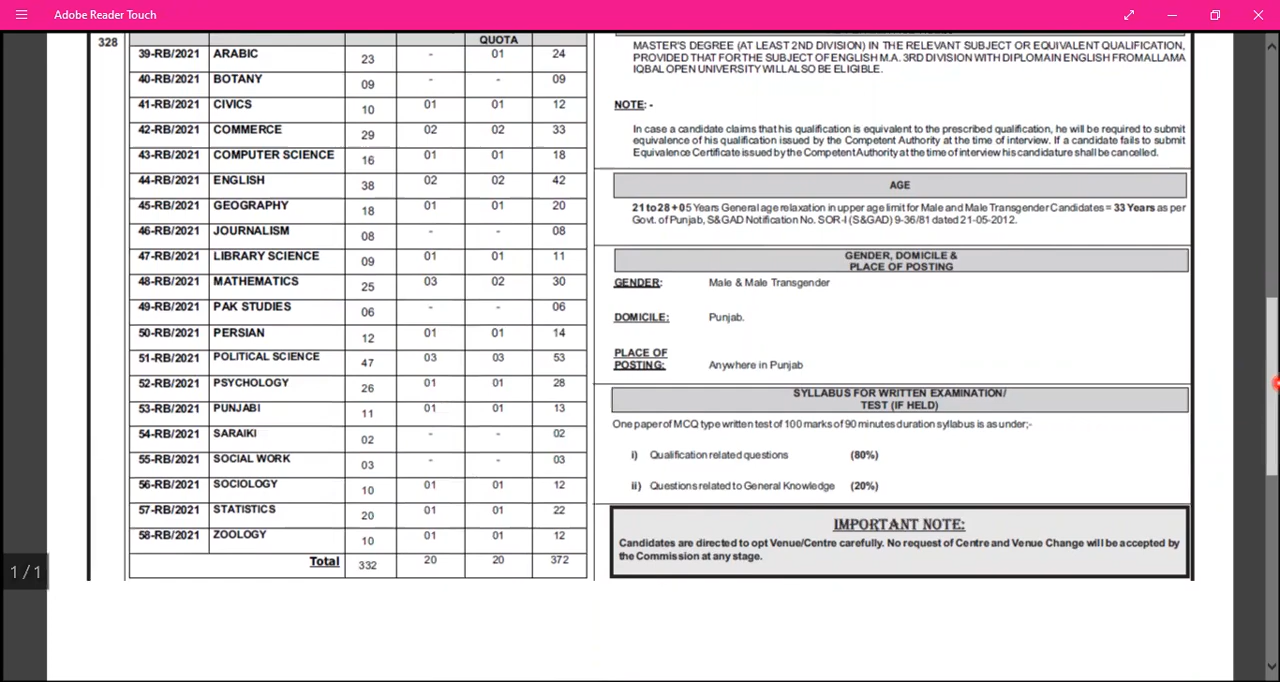 Adobe Reader Touch
328
QUOTA
39-RB/2021 ARABIC 23 - 01 24
40-RB/2021 BOTANY 09 - - 09
41-RB/2021 CIVICS 10 01 01 12
42-RB/2021 COMMERCE 29 02 02 33
43-RB/2021 COMPUTER SCIENCE 16 01 01 18
44-RB/2021 ENGLISH 38 02 02 42
45-RB/2021 GEOGRAPHY 18 01 01 20
46-RB/2021 JOURNALISM 08 - - 08
47-RB/2021 LIBRARY SCIENCE 09 01 01 11
48-RB/2021 MATHEMATICS 25 03 02 30
49-RB/2021 PAK STUDIES 06 - - 06
50-RB/2021 PERSIAN 12 01 01 14
51-RB/2021 POLITICAL SCIENCE 47 03 03 53
52-RB/2021 PSYCHOLOGY 26 01 01 28
53-RB/2021 PUNJABI 11 01 01 13
54-RB/2021 SARAIKI 02 - - 02
55-RB/2021 SOCIAL WORK 03 - - 03
56-RB/2021 SOCIOLOGY 10 01 01 12
57-RB/2021 STATISTICS 20 01 01 22
58-RB/2021 ZOOLOGY 10 01 01 12
Total 332 20 20 372
MASTER'S DEGREE (AT LEAST 2ND DIVISION) IN THE RELEVANT SUBJECT OR EQUIVALENT QUALIFICATION,
PROVIDED THAT FOR THE SUBJECT OF ENGLISH M.A. 3RD DIVISION WITH DIPLOMAIN ENGLISH FROMALLAMA
IQBAL OPEN UNIVERSITY WILL ALSO BE ELIGIBLE.
NOTE: -
In case a candidate claims that his qualification is equivalent to the prescribed qualification, he will be required to submit
equivalence of his qualification issued by the Competent Authority at the time of interview. If a candidate fails to submit
Equivalence Certificate issued by the Competent Authority at the time of interview his candidature shall be cancelled.
AGE
21 to 28 + 05 Years General age relaxation in upper age limit for Male and Male Transgender Candidates = 33 Years as per
Govt. of Punjab, S&GAD Notification No. SOR-I (S&GAD) 9-36/81 dated 21-05-2012.
GENDER, DOMICILE &
PLACE OF POSTING
GENDER: Male & Male Transgender
DOMICILE: Punjab.
PLACE OF
POSTING: Anywhere in Punjab
SYLLABUS FOR WRITTEN EXAMINATION/
TEST (IF HELD)
One paper of MCQ type written test of 100 marks of 90 minutes duration syllabus is as under;-
i) Qualification related questions (80%)
ii) Questions related to General Knowledge (20%)
IMPORTANT NOTE:
Candidates are directed to opt Venue/Centre carefully. No request of Centre and Venue Change will be accepted by
the Commission at any stage.
1 / 1